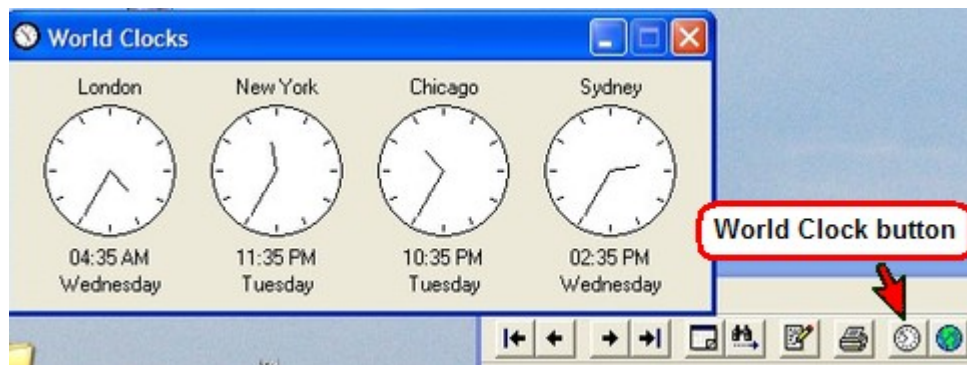 World Clocks
London New York Chicago Sydney
04:35 AM 11:35 PM 10:35 PM 02:35 PM
Wednesday Tuesday Tuesday Wednesday
World Clock button